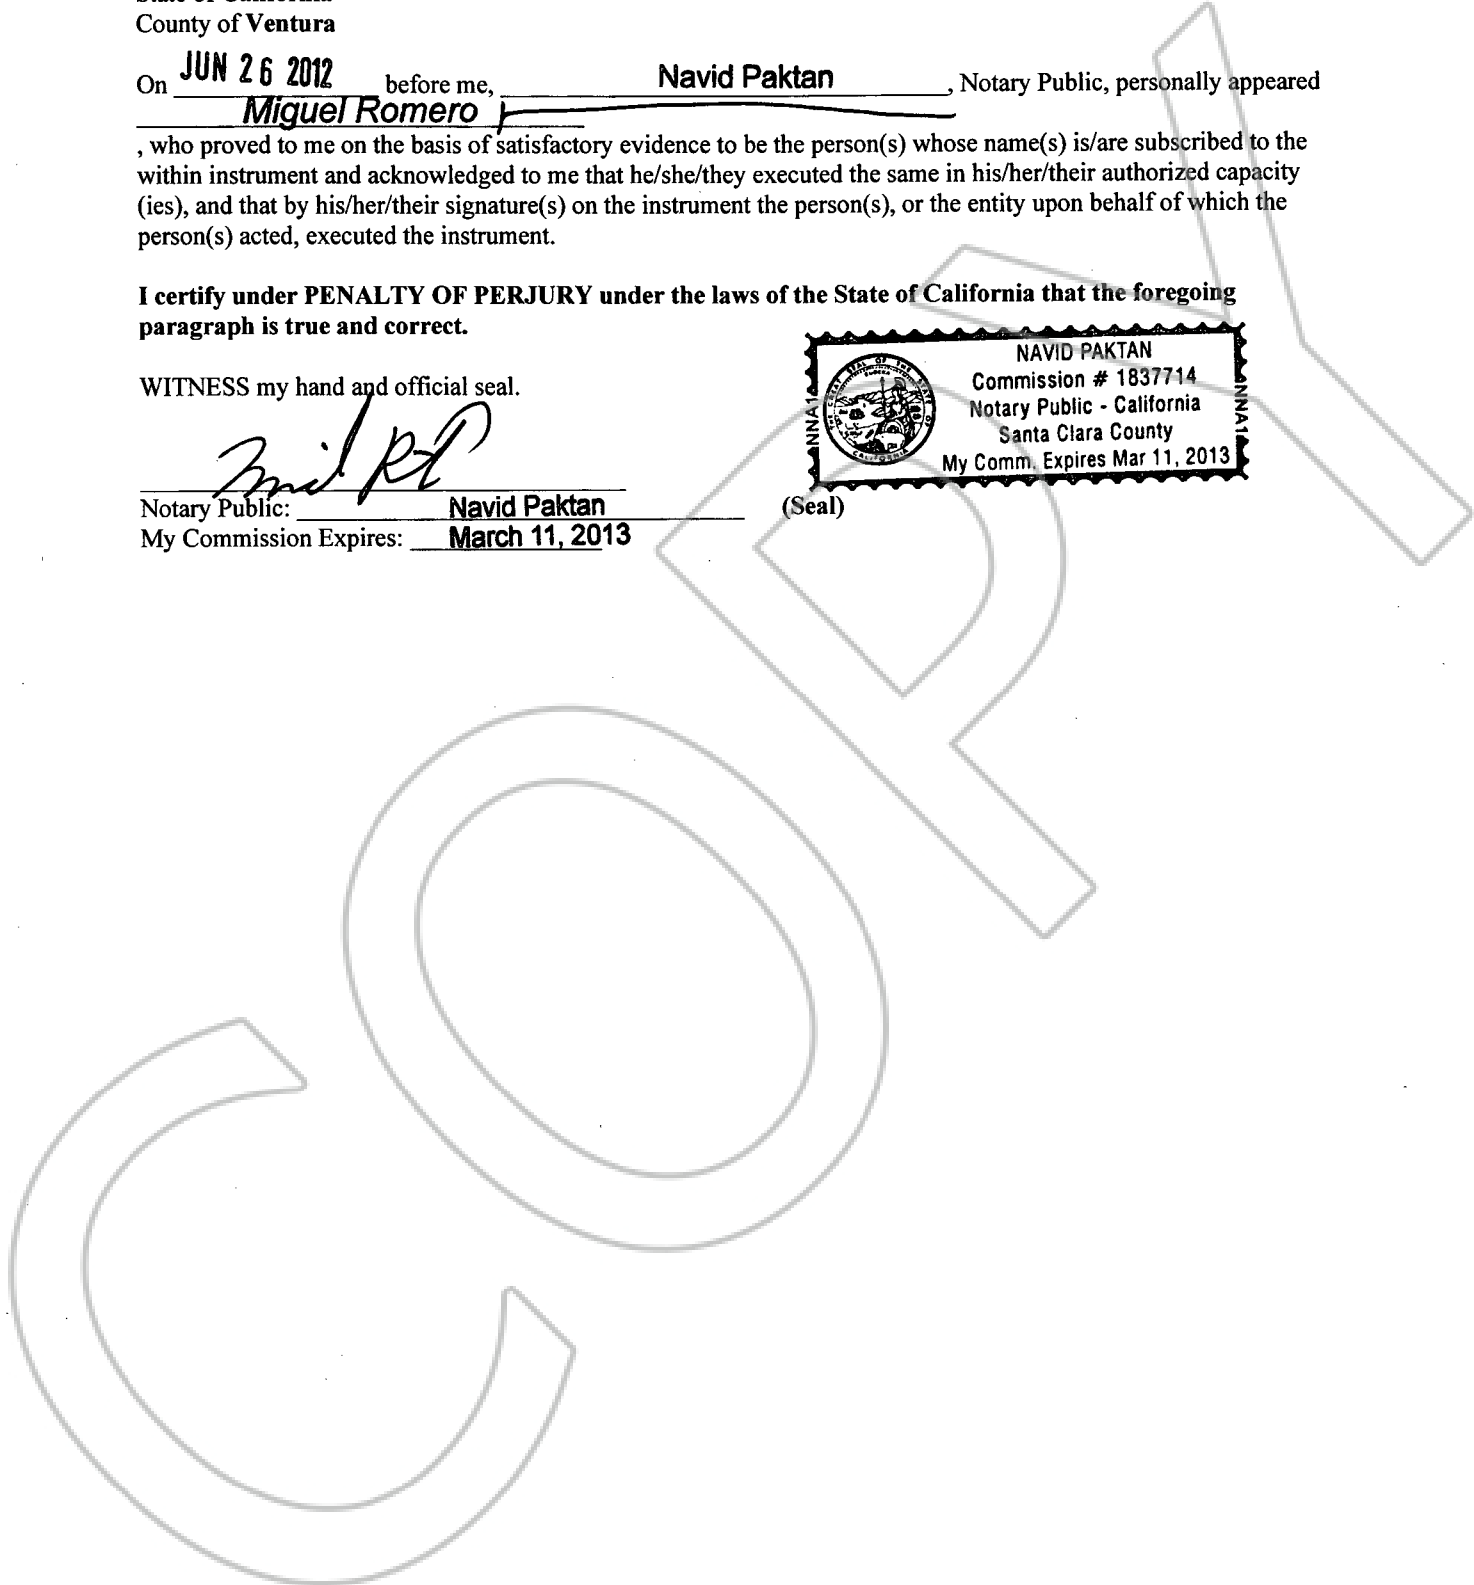 State of California
County of Ventura
On JUN 26 2012 before me, Navid Paktan, Notary Public, personally appeared
Miguel Romero
, who proved to me on the basis of satisfactory evidence to be the person(s) whose name(s) is/are subscribed to the
within instrument and acknowledged to me that he/she/they executed the same in his/her/their authorized capacity
(ies), and that by his/her/their signature(s) on the instrument the person(s), or the entity upon behalf of which the
person(s) acted, executed the instrument.
I certify under PENALTY OF PERJURY under the laws of the State of California that the foregoing
paragraph is true and correct.
WITNESS my hand and official seal.
NAVID PAKTAN
Commission # 1837714
Notary Public - California
Santa Clara County
My Comm. Expires Mar 11, 2013
NNA1
NNA1
Notary Public: Navid Paktan (Seal)
My Commission Expires: March 11, 2013
COPY